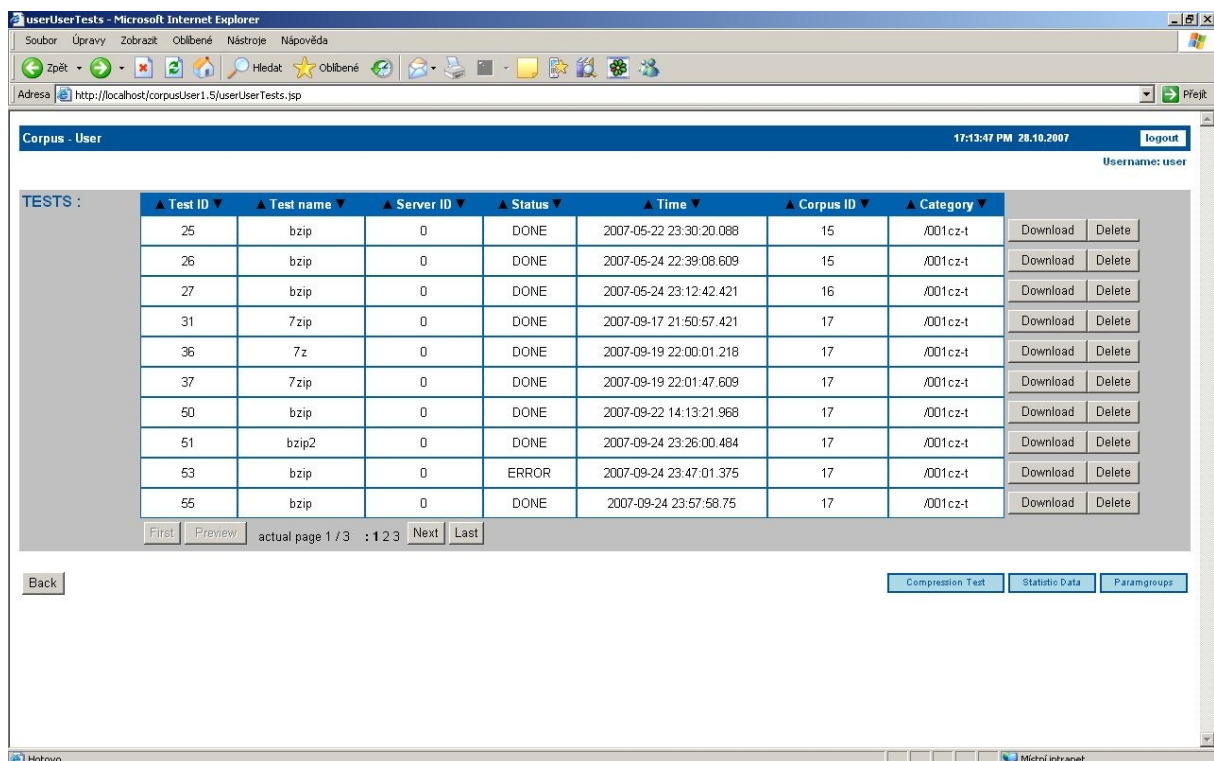 userUserTests - Microsoft Internet Explorer
Soubor Úpravy Zobrazit Oblíbené Nástroje Nápověda
Zpět Hledat Oblíbené
Adresa http://localhost/corpusUser1.5/userUserTests.jsp Přejít
Corpus - User 17:13:47 PM 28.10.2007 logout
Username: user
TESTS :
▲ Test ID ▼ ▲ Test name ▼ ▲ Server ID ▼ ▲ Status ▼ ▲ Time ▼ ▲ Corpus ID ▼ ▲ Category ▼
25 bzip 0 DONE 2007-05-22 23:30:20.088 15 /001cz-t Download Delete
26 bzip 0 DONE 2007-05-24 22:39:08.609 15 /001cz-t Download Delete
27 bzip 0 DONE 2007-05-24 23:12:42.421 16 /001cz-t Download Delete
31 7zip 0 DONE 2007-09-17 21:50:57.421 17 /001cz-t Download Delete
36 7z 0 DONE 2007-09-19 22:00:01.218 17 /001cz-t Download Delete
37 7zip 0 DONE 2007-09-19 22:01:47.609 17 /001cz-t Download Delete
50 bzip 0 DONE 2007-09-22 14:13:21.968 17 /001cz-t Download Delete
51 bzip2 0 DONE 2007-09-24 23:26:00.484 17 /001cz-t Download Delete
53 bzip 0 ERROR 2007-09-24 23:47:01.375 17 /001cz-t Download Delete
55 bzip 0 DONE 2007-09-24 23:57:58.75 17 /001cz-t Download Delete
First Preview actual page 1 / 3 : 1 2 3 Next Last
Back Compression Test Statistic Data Paramgroups
Hotovo Místní intranet